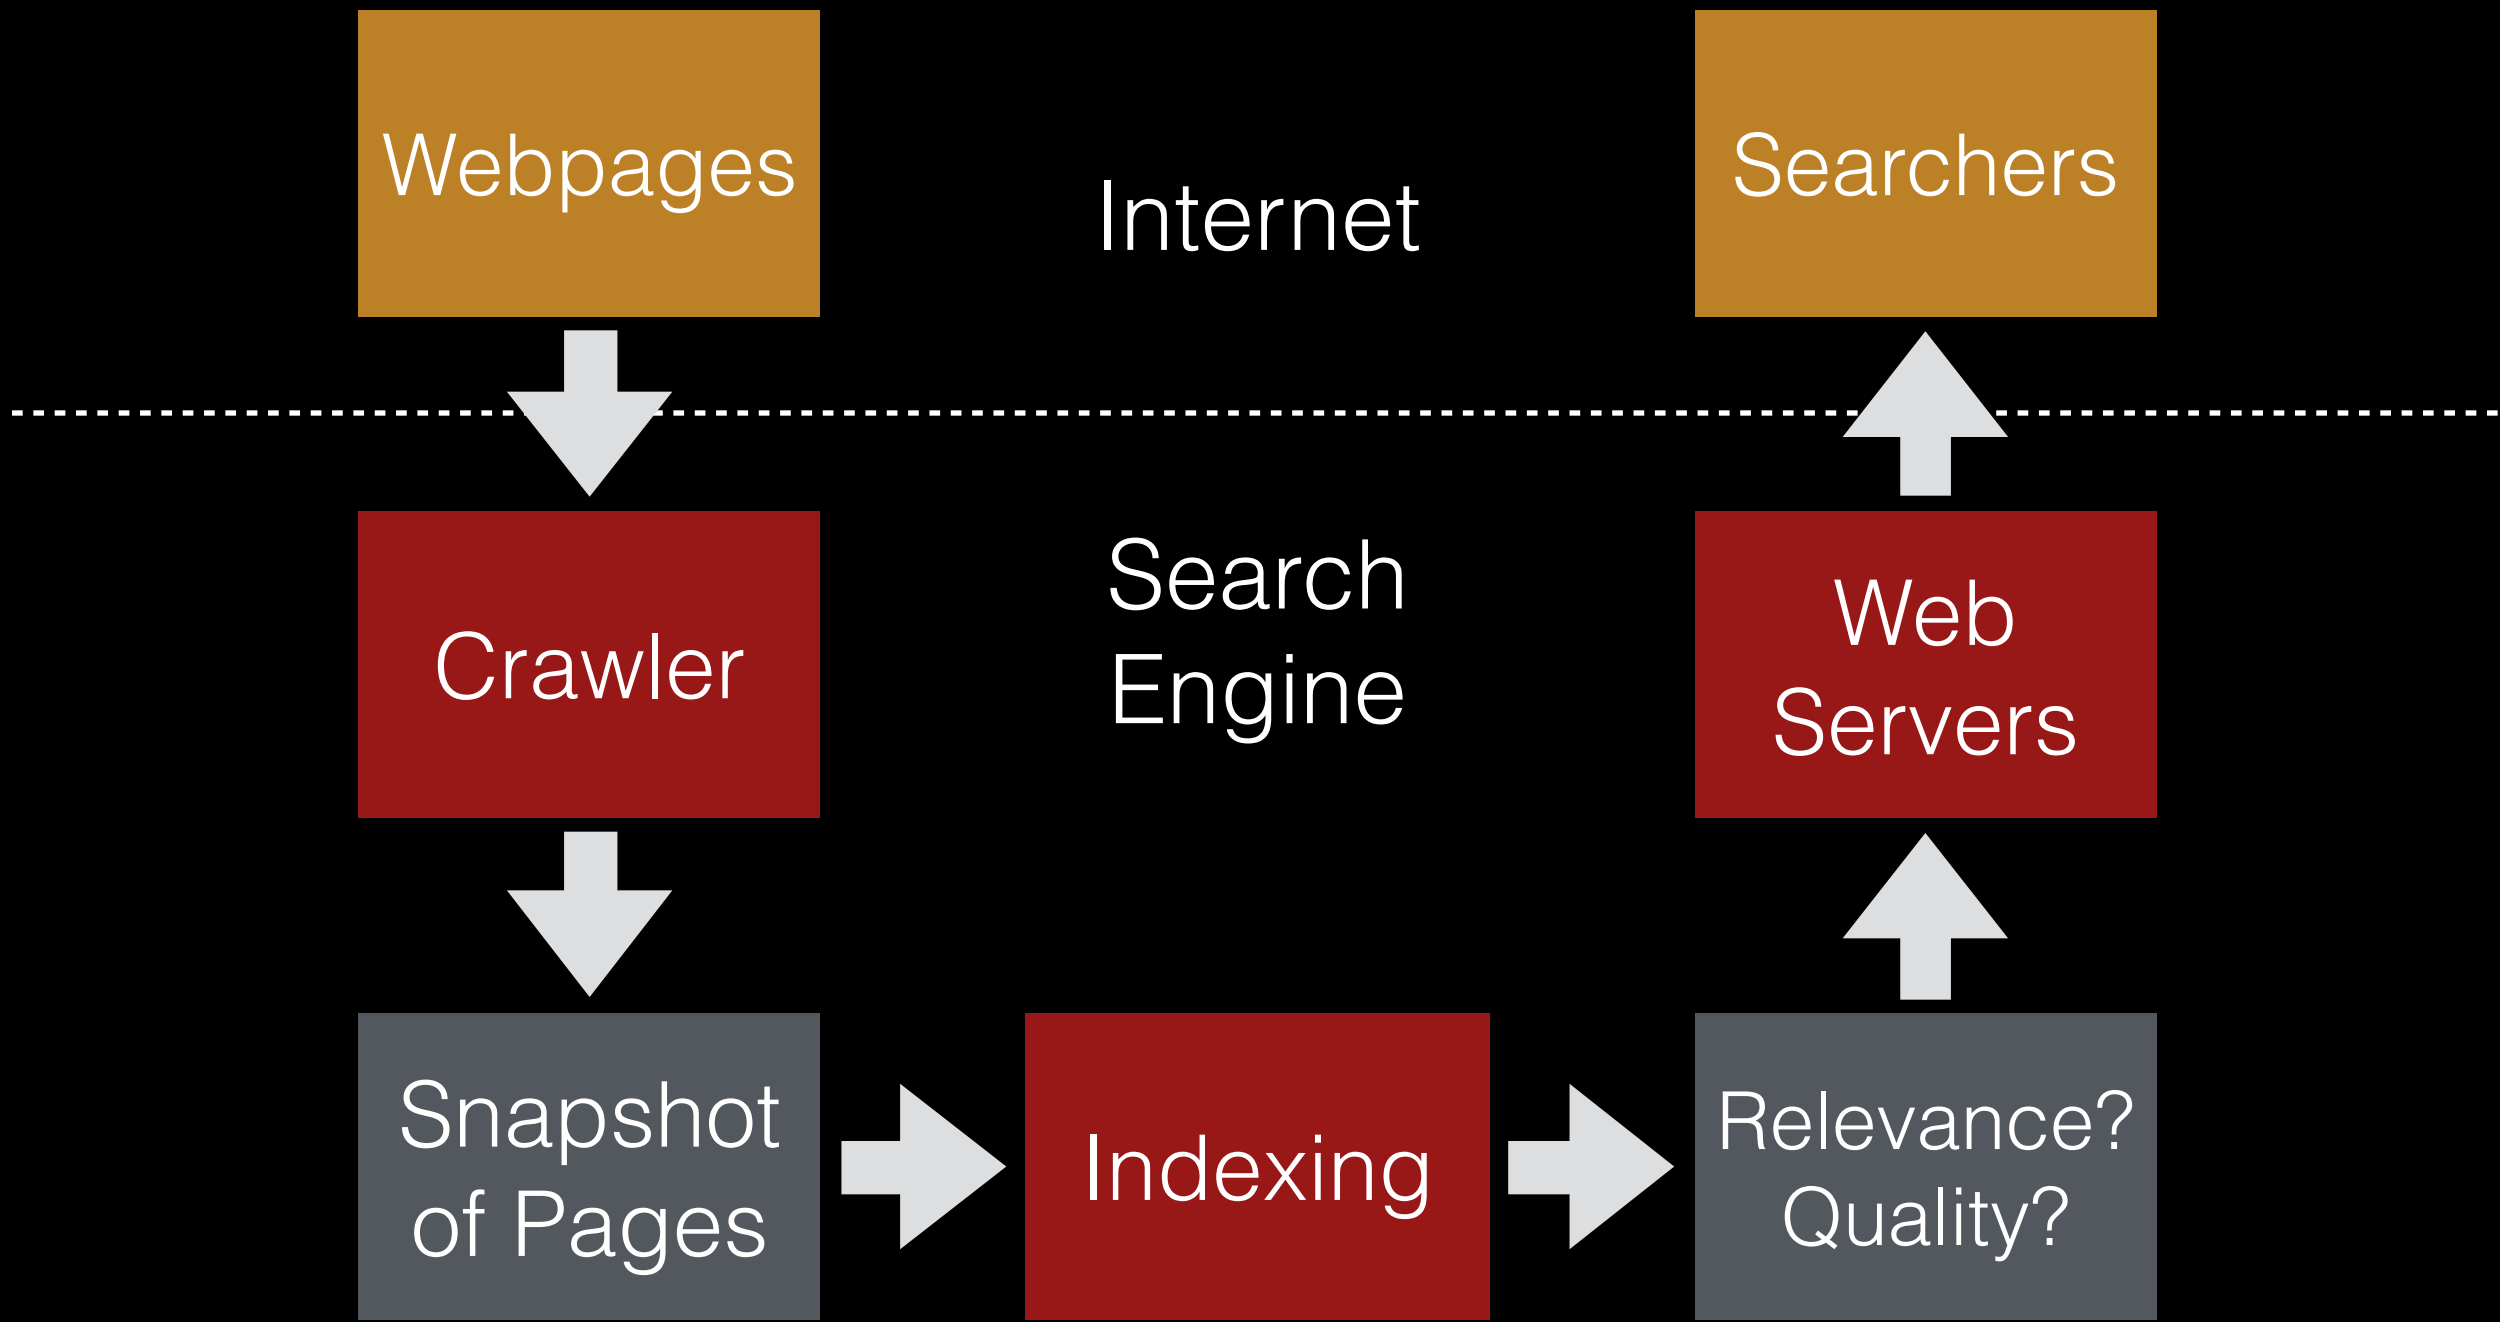 Webpages
Internet
Searchers
Crawler
Search
Engine
Web
Servers
Snapshot
of Pages
Indexing
Relevance?
Quality?